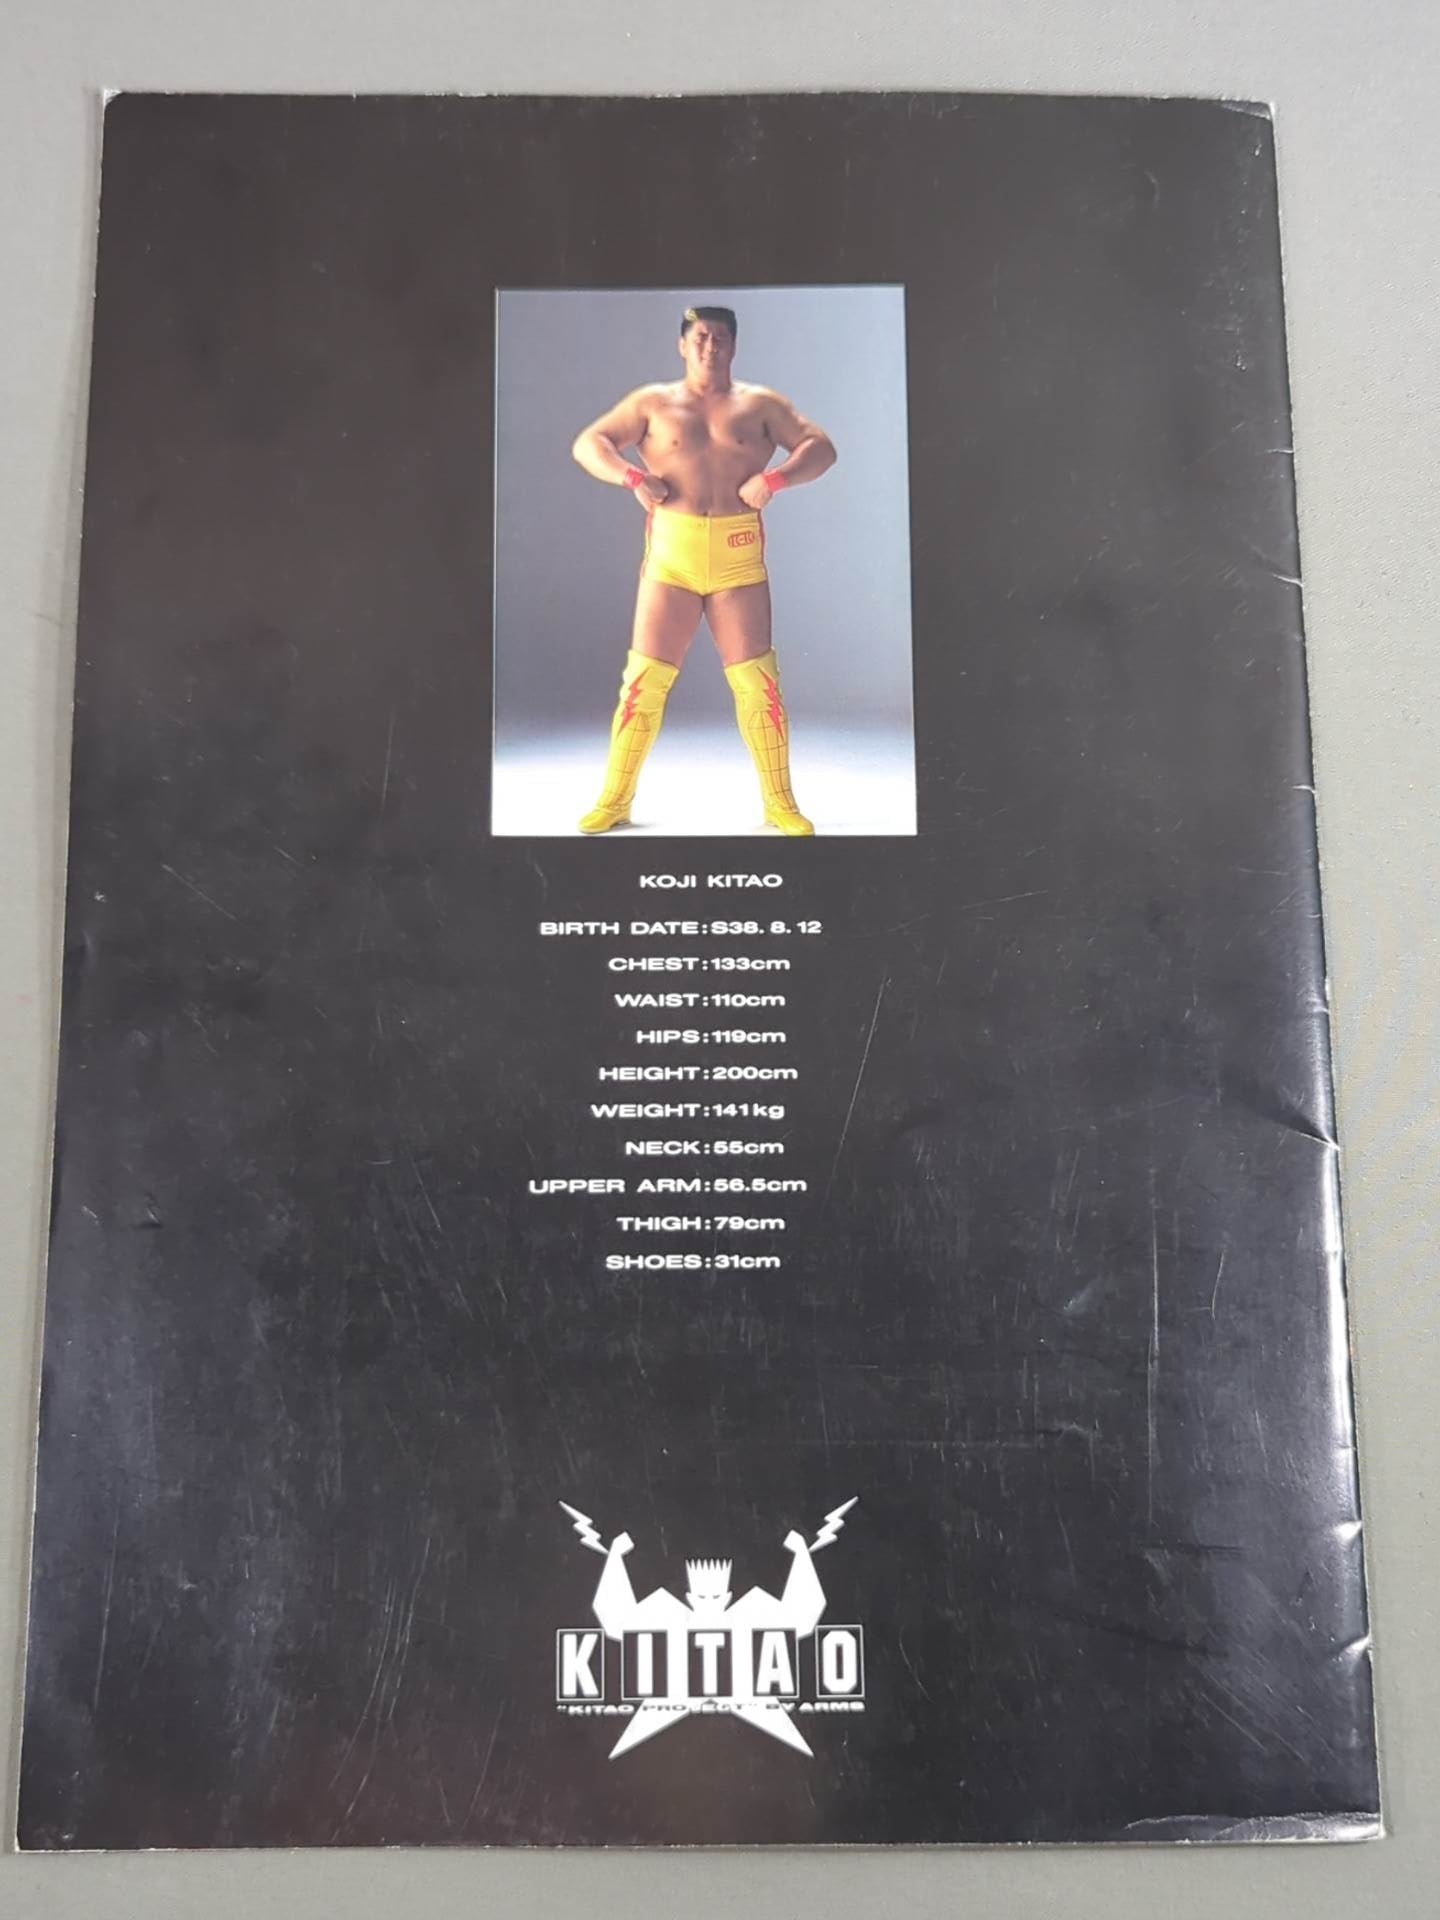 KOJI KITAO
BIRTH DATE:S38. 8. 12
CHEST:133cm
WAIST:110cm
HIPS:119cm
HEIGHT:200cm
WEIGHT:141kg
NECK:55cm
UPPER ARM:56.5cm
THIGH:79cm
SHOES:31cm
KITAO
"KITAO PROJECT" BY ARMS